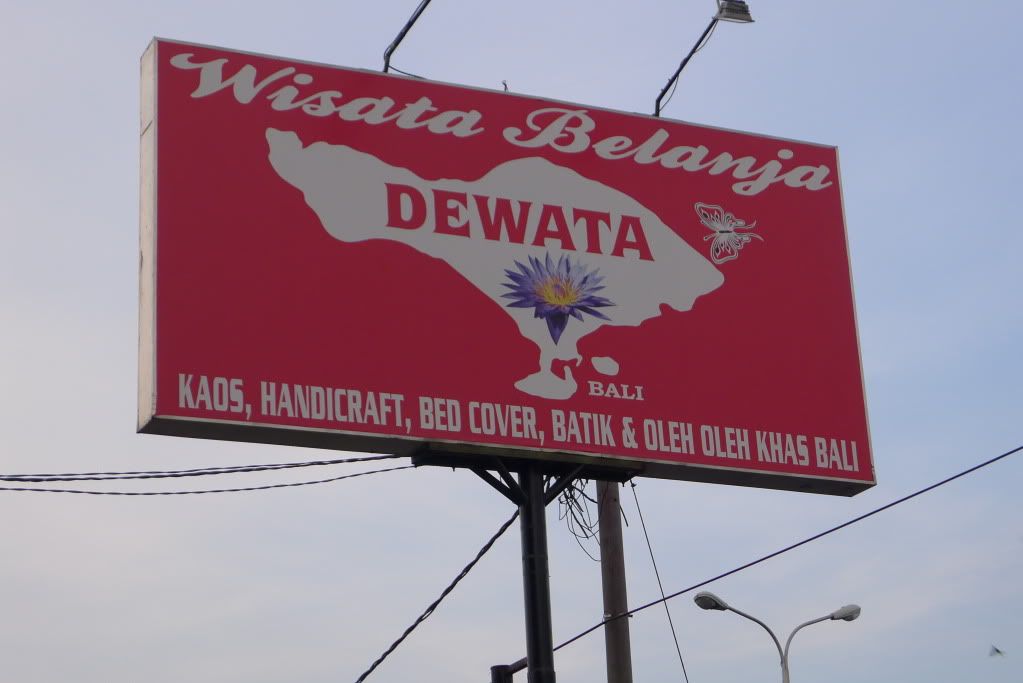 Wisata Belanja
DEWATA
BALI
KAOS, HANDICRAFT, BED COVER, BATIK & OLEH OLEH KHAS BALI